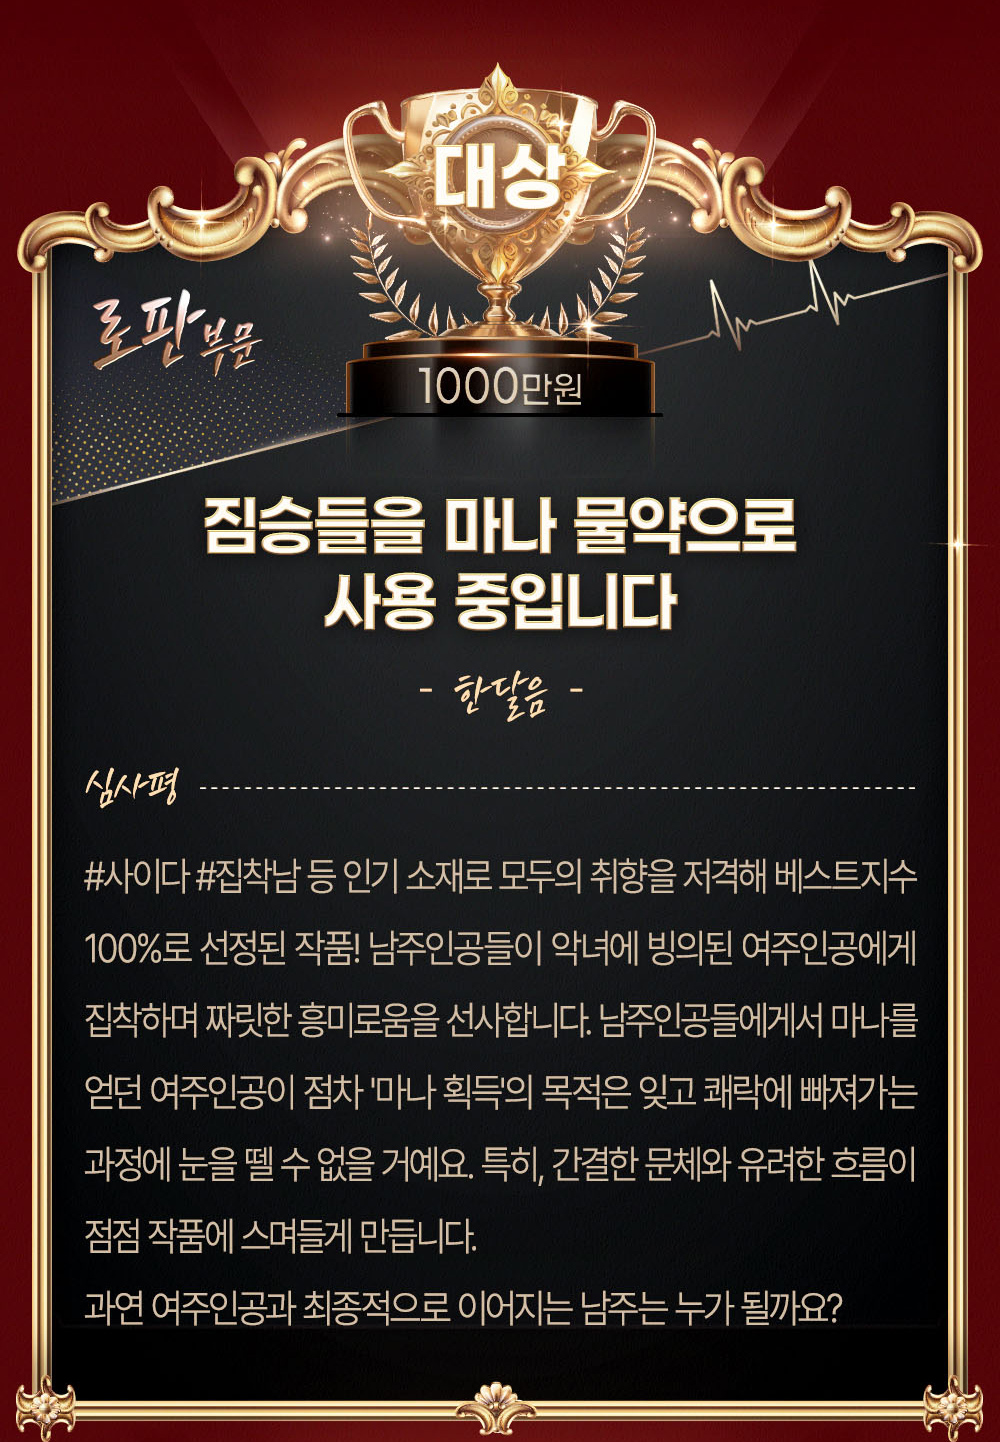 대상
로판 부문
1000만원
짐승들을 마나 물약으로
사용 중입니다
- 한달음 -
심사평
#사이다 #집착남 등 인기 소재로 모두의 취향을 저격해 베스트지수
100%로 선정된 작품! 남주인공들이 악녀에 빙의된 여주인공에게
집착하며 짜릿한 흥미로움을 선사합니다. 남주인공들에게서 마나를
얻던 여주인공이 점차 '마나 획득'의 목적은 잊고 쾌락에 빠져가는
과정에 눈을 뗄 수 없을 거예요. 특히, 간결한 문체와 유려한 흐름이
점점 작품에 스며들게 만듭니다.
과연 여주인공과 최종적으로 이어지는 남주는 누가 될까요?